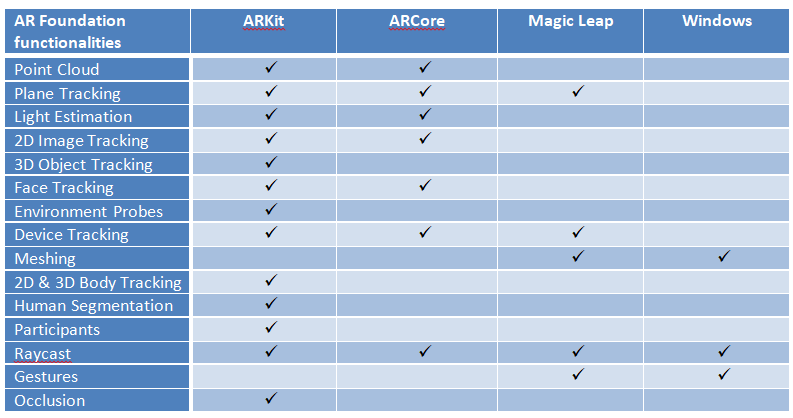 AR Foundation functionalities ARKit ARCore Magic Leap Windows
Point Cloud ✓ ✓
Plane Tracking ✓ ✓ ✓
Light Estimation ✓ ✓
2D Image Tracking ✓ ✓
3D Object Tracking ✓
Face Tracking ✓ ✓
Environment Probes ✓
Device Tracking ✓ ✓ ✓
Meshing ✓ ✓
2D & 3D Body Tracking ✓
Human Segmentation ✓
Participants ✓
Raycast ✓ ✓ ✓ ✓
Gestures ✓ ✓
Occlusion ✓